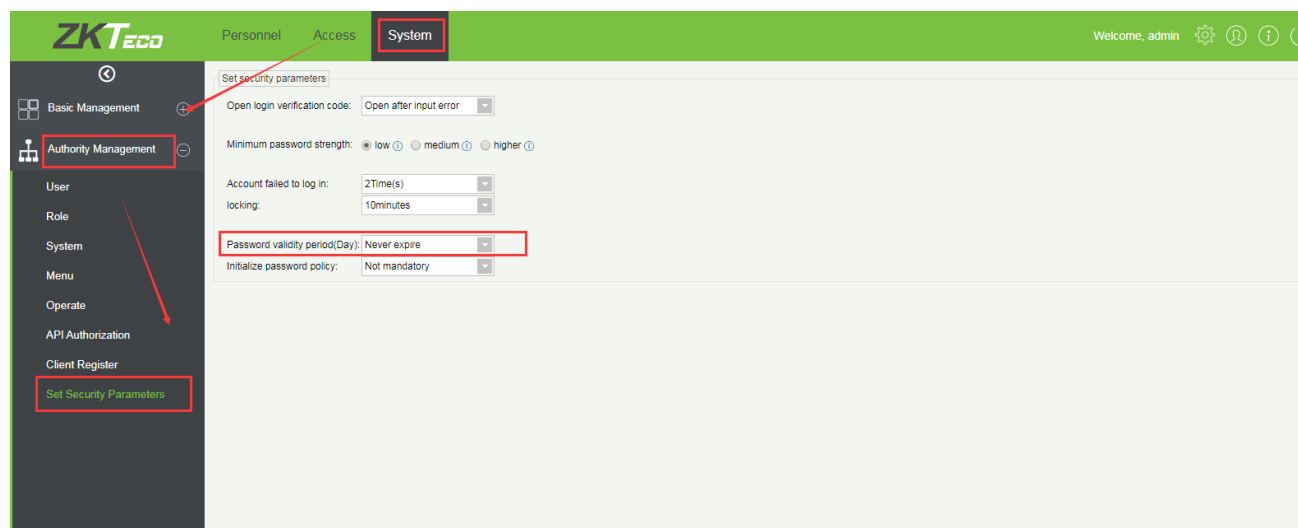 ZKTeco
Personnel Access System
Welcome, admin
Basic Management
Authority Management
User
Role
System
Menu
Operate
API Authorization
Client Register
Set Security Parameters
Set security parameters
Open login verification code: Open after input error
Minimum password strength: low medium higher
Account failed to log in: 2Time(s)
locking: 10minutes
Password validity period(Day): Never expire
Initialize password policy: Not mandatory